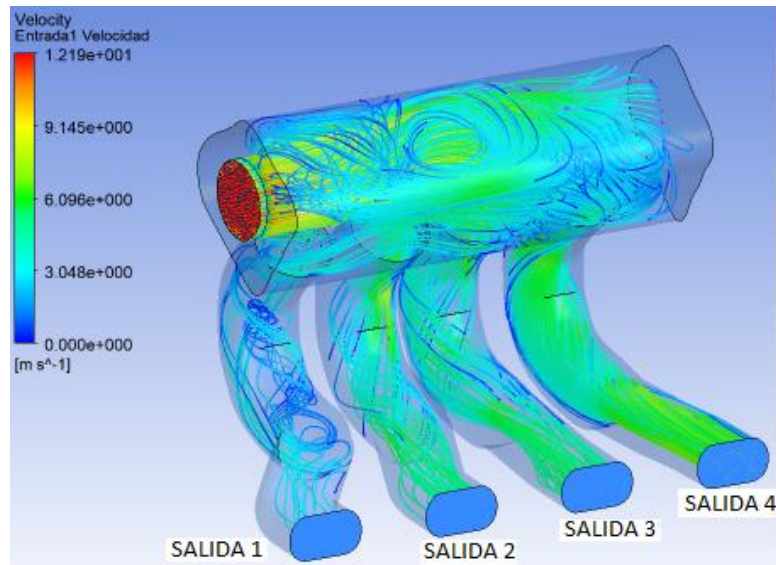 Velocity
Entrada1 Velocidad
1.219e+001
9.145e+000
6.096e+000
3.048e+000
0.000e+000
[m s^-1]
SALIDA 1
SALIDA 2
SALIDA 3
SALIDA 4